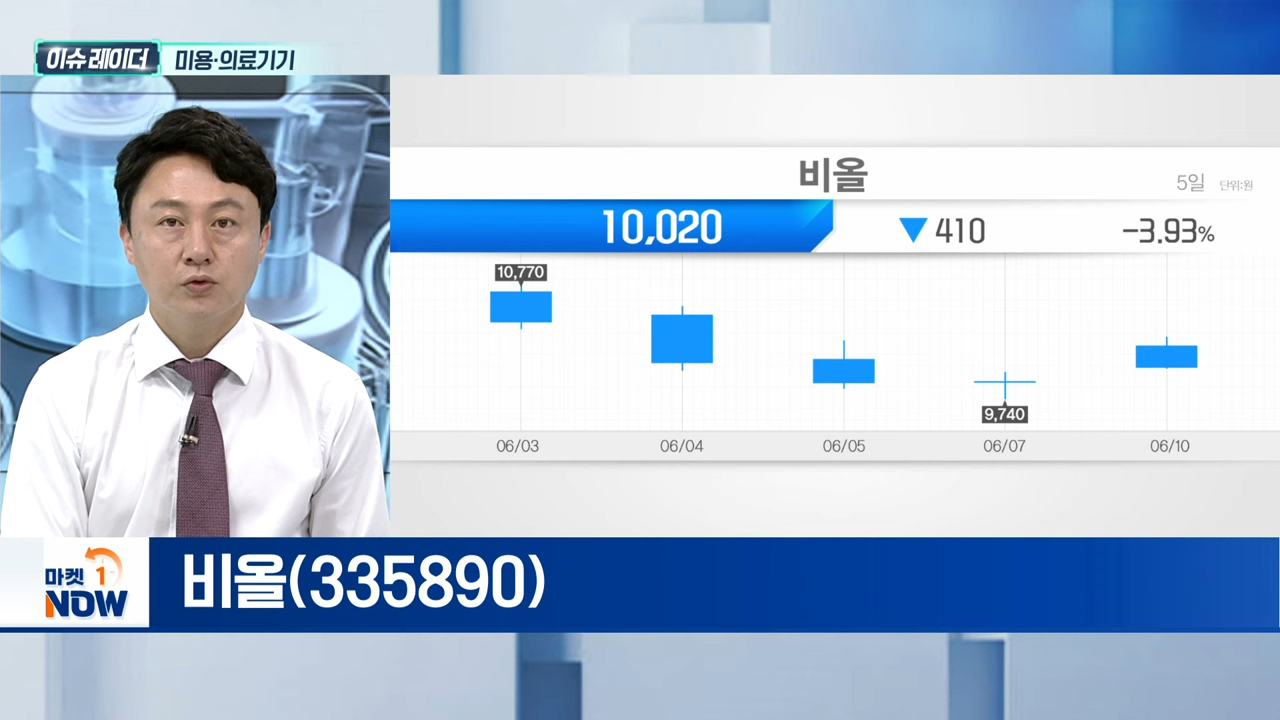 이슈 레이더 미용·의료기기
비올
5일 단위:원
10,020 ▼410 -3.93%
10,770
9,740
06/03 06/04 06/05 06/07 06/10
마켓 1
NOW
비올(335890)